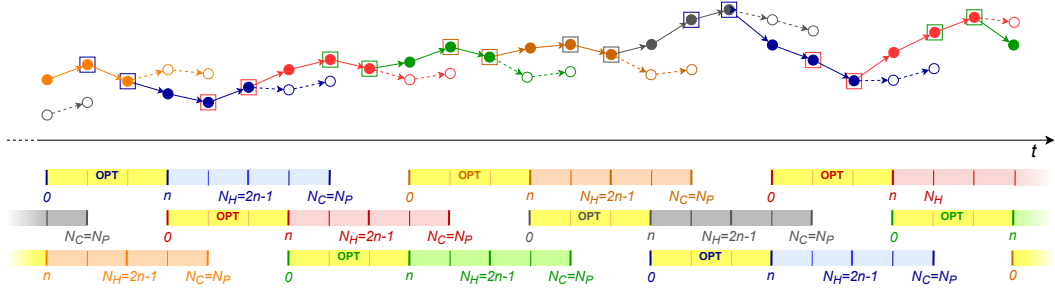 t
OPT OPT OPT
0 n N_H=2n-1 N_C=N_P 0 n N_H=2n-1 N_C=N_P 0 n N_H
OPT OPT OPT
N_C=N_P 0 n N_H=2n-1 N_C=N_P 0 n N_H=2n-1 N_C=N_P 0 n
OPT OPT
n N_H=2n-1 N_C=N_P 0 n N_H=2n-1 N_C=N_P 0 n N_H=2n-1 N_C=N_P 0